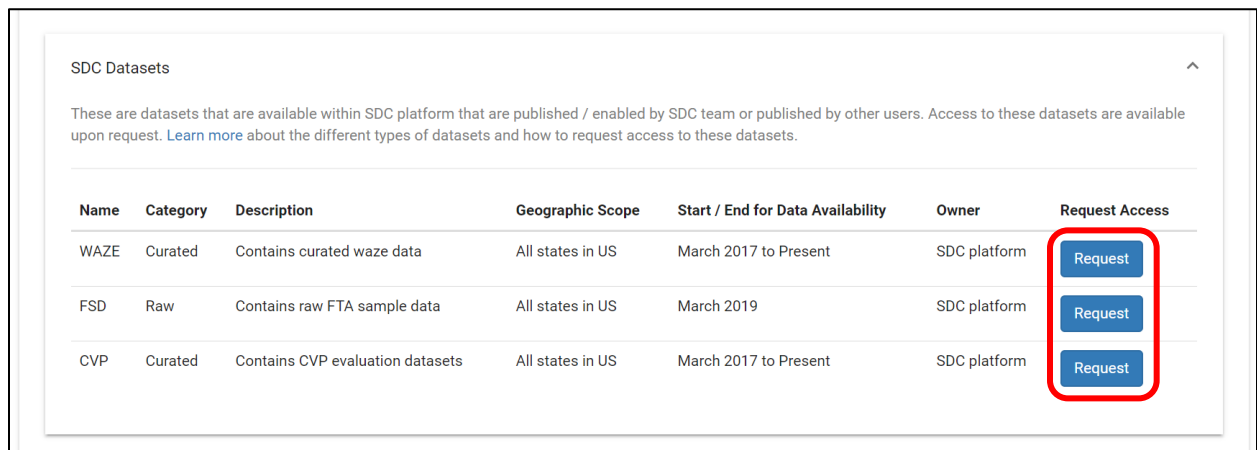 SDC Datasets
These are datasets that are available within SDC platform that are published / enabled by SDC team or published by other users. Access to these datasets are available
upon request. Learn more about the different types of datasets and how to request access to these datasets.
Name Category Description Geographic Scope Start / End for Data Availability Owner Request Access
WAZE Curated Contains curated waze data All states in US March 2017 to Present SDC platform Request
FSD Raw Contains raw FTA sample data All states in US March 2019 SDC platform Request
CVP Curated Contains CVP evaluation datasets All states in US March 2017 to Present SDC platform Request